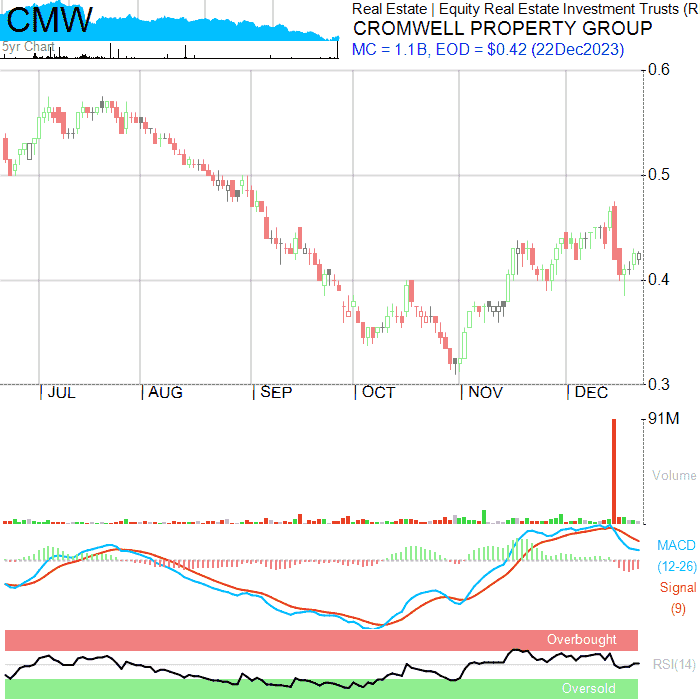 CMW
Real Estate | Equity Real Estate Investment Trusts (R
CROMWELL PROPERTY GROUP
5yr Chart
MC = 1.1B, EOD = $0.42 (22Dec2023)
0.6
0.5
0.4
0.3
| JUL | AUG | SEP | OCT | NOV | DEC
91M
Volume
MACD
(12-26)
Signal
(9)
Overbought
RSI(14)
Oversold